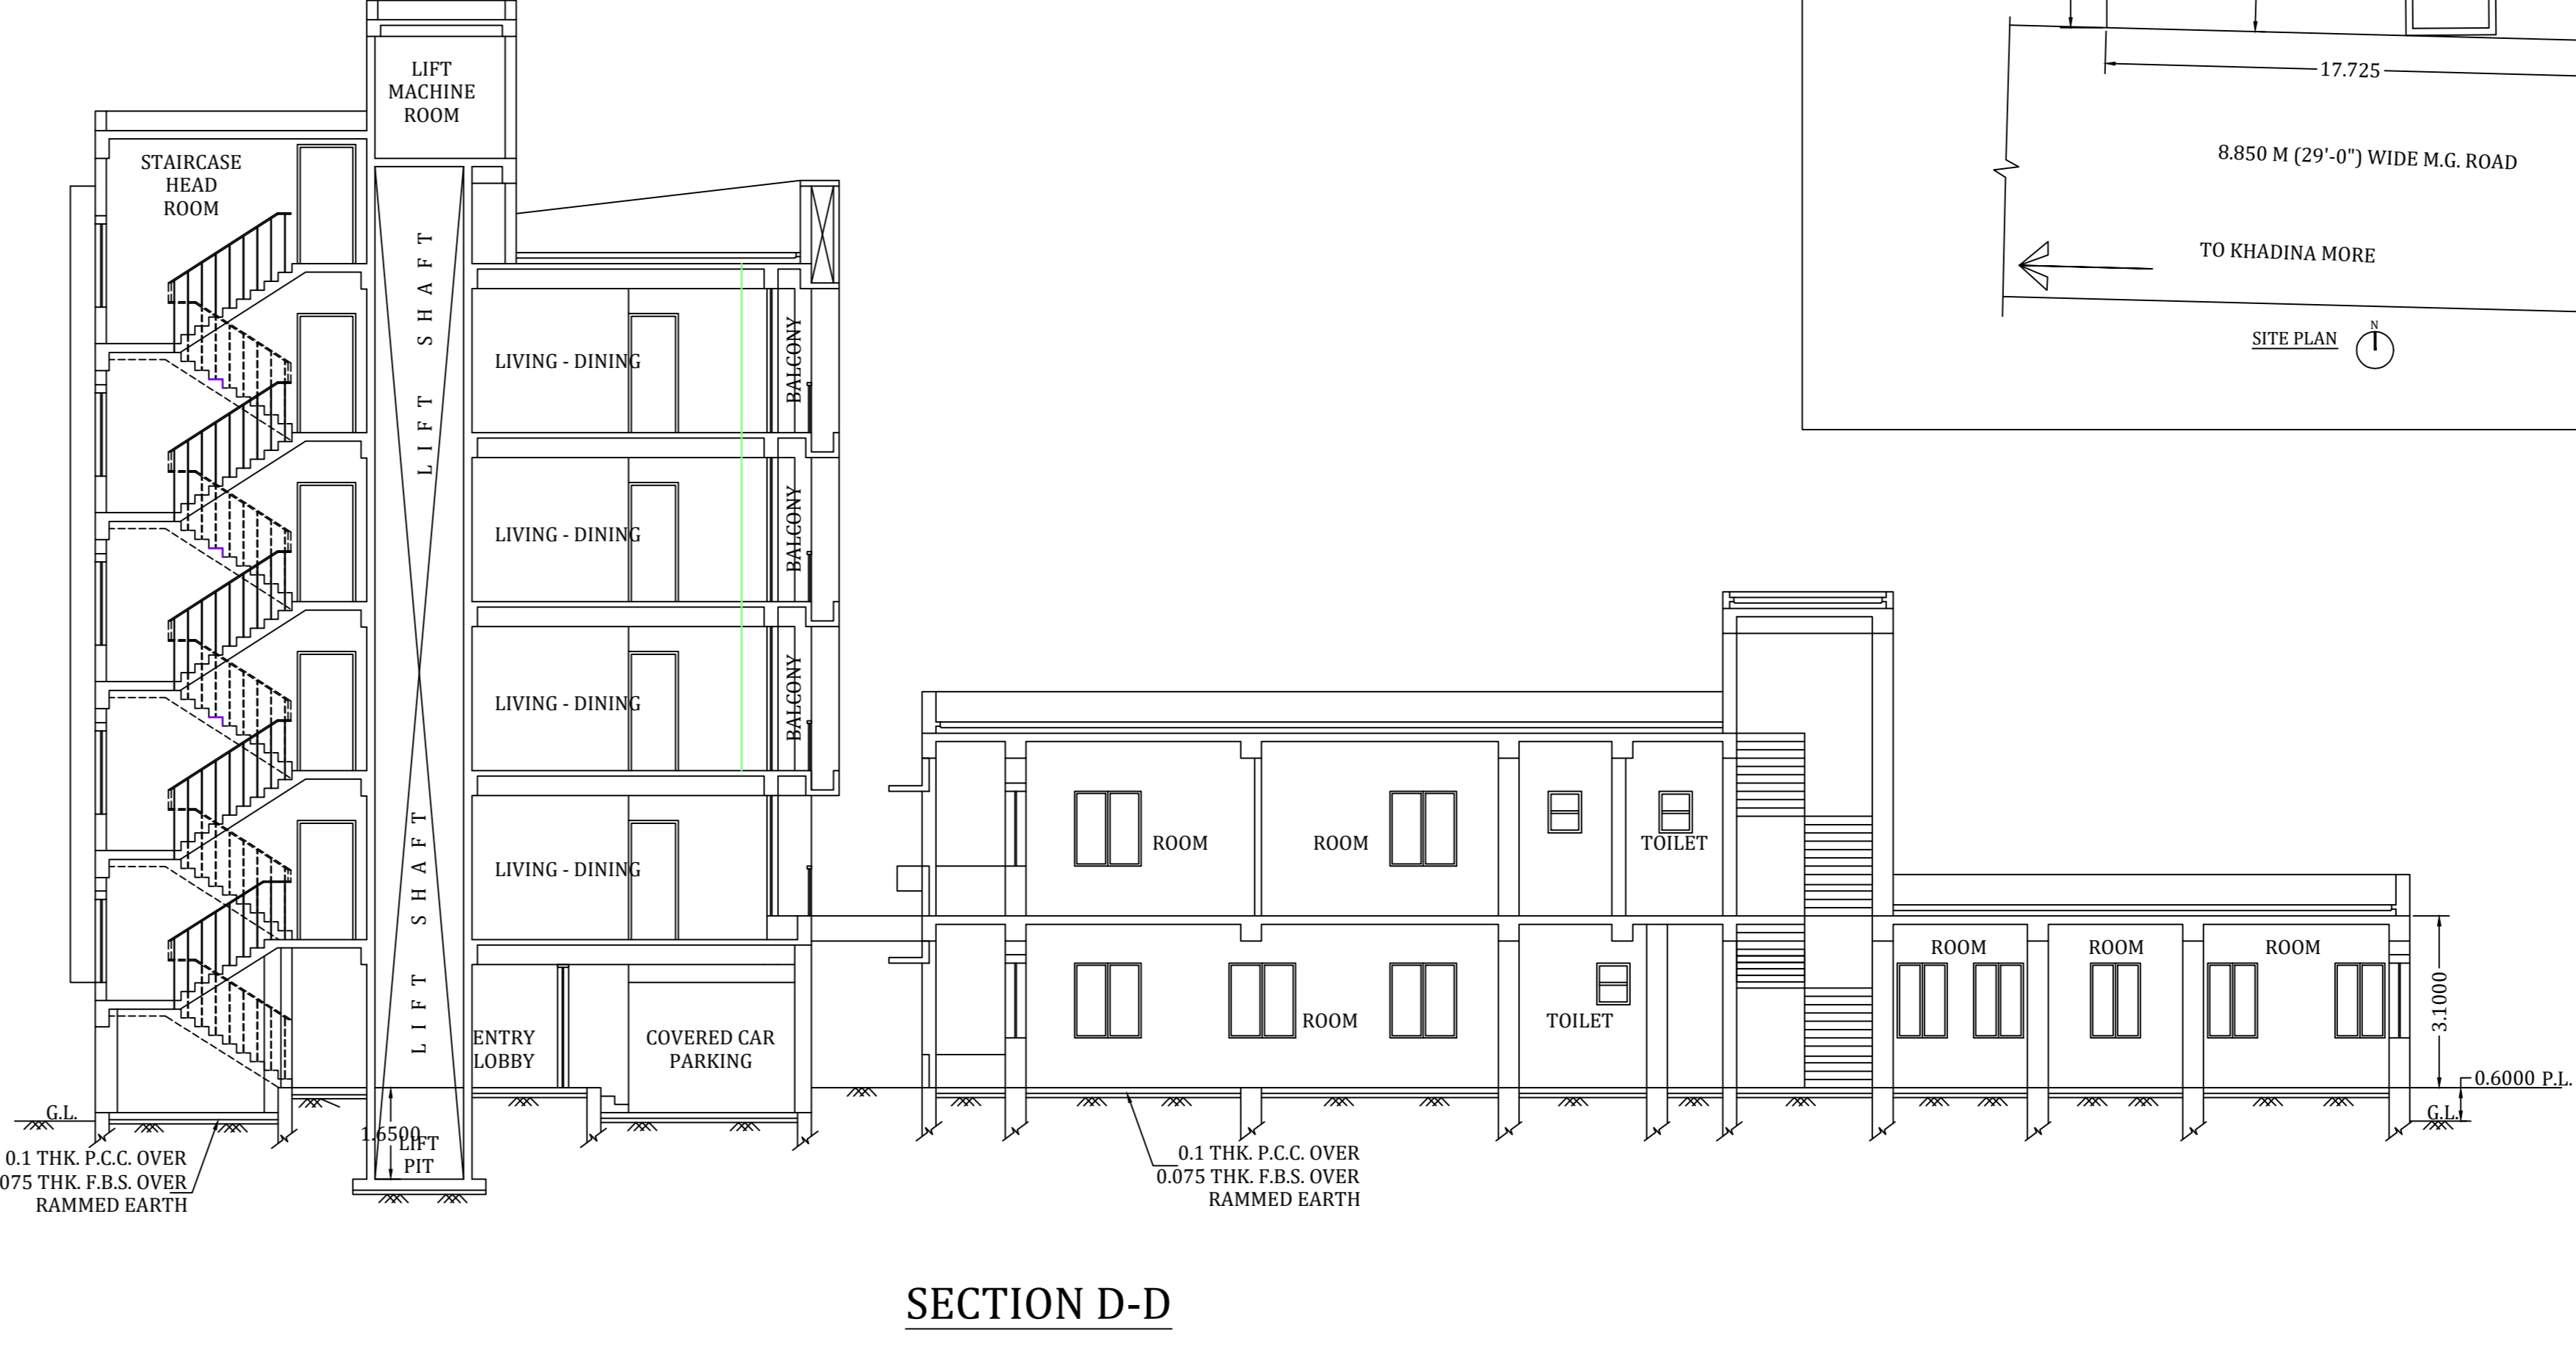 LIFT
MACHINE
ROOM
STAIRCASE
HEAD
ROOM
17.725
8.850 M (29'-0") WIDE M.G. ROAD
TO KHADINA MORE
SITE PLAN
N
LIFT SHAFT
LIFT SHAFT
LIVING - DINING
BALCONY
LIVING - DINING
BALCONY
LIVING - DINING
BALCONY
LIVING - DINING
ROOM
ROOM
TOILET
ROOM
ROOM
ROOM
ENTRY
LOBBY
COVERED CAR
PARKING
ROOM
TOILET
3.1000
0.6000 P.L.
G.L.
G.L.
1.6500
LIFT
PIT
0.1 THK. P.C.C. OVER
075 THK. F.B.S. OVER
RAMMED EARTH
0.1 THK. P.C.C. OVER
0.075 THK. F.B.S. OVER
RAMMED EARTH
SECTION D-D